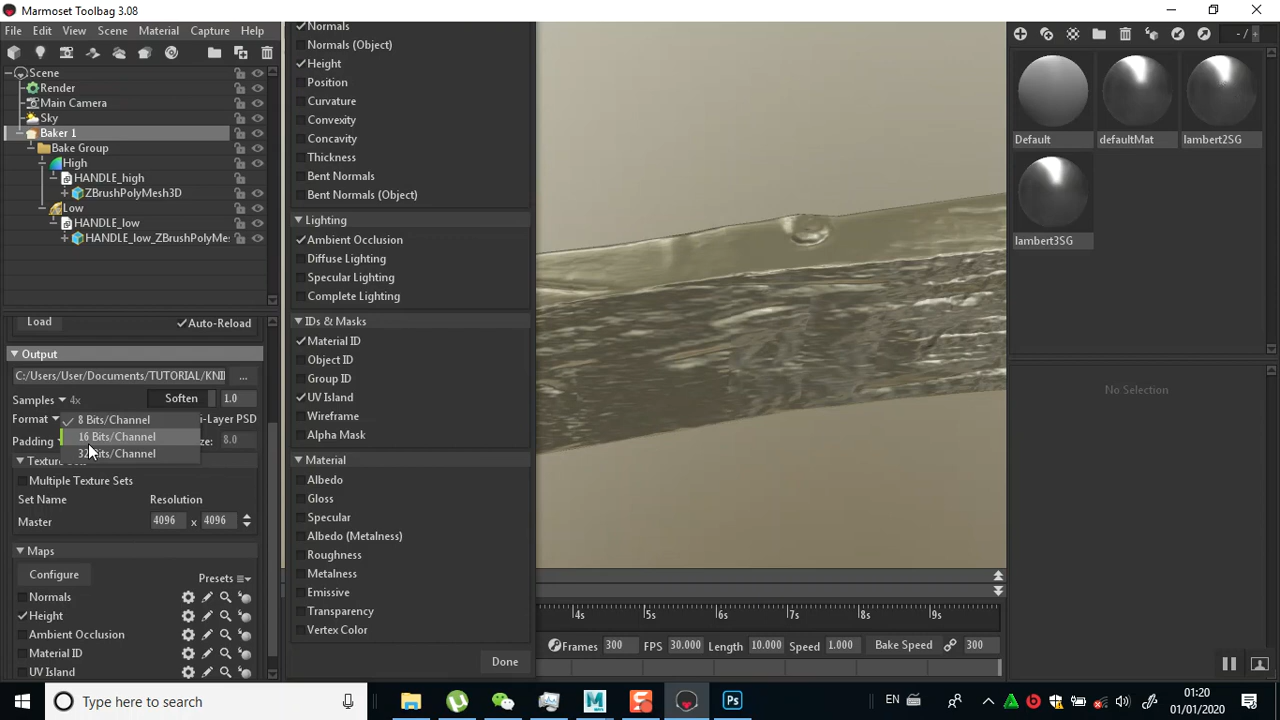 Marmoset Toolbag 3.08
File Edit View Scene Material Capture Help
Scene
Render
Main Camera
Sky
Baker 1
Bake Group
High
HANDLE_high
ZBrushPolyMesh3D
Low
HANDLE_low
HANDLE_low_ZBrushPolyMe:
Load Auto-Reload
Output
C:/Users/User/Documents/TUTORIAL/KNI ...
Samples 4x Soften 1.0
Format 8 Bits/Channel i-Layer PSD
16 Bits/Channel
Padding ze: 8.0
32 Bits/Channel
Multiple Texture Sets
Set Name Resolution
Master 4096 x 4096
Maps
Configure Presets
Normals
Height
Ambient Occlusion
Material ID
UV Island
Normals
Normals (Object)
Height
Position
Curvature
Convexity
Concavity
Thickness
Bent Normals
Bent Normals (Object)
Lighting
Ambient Occlusion
Diffuse Lighting
Specular Lighting
Complete Lighting
IDs & Masks
Material ID
Object ID
Group ID
UV Island
Wireframe
Alpha Mask
Material
Albedo
Gloss
Specular
Albedo (Metalness)
Roughness
Metalness
Emissive
Transparency
Vertex Color
Done
4s 5s 6s 7s 8s 9s
Frames 300 FPS 30.000 Length 10.000 Speed 1.000 Bake Speed 300
- / +
Default defaultMat lambert2SG
lambert3SG
No Selection
Type here to search
EN
01:20
01/01/2020